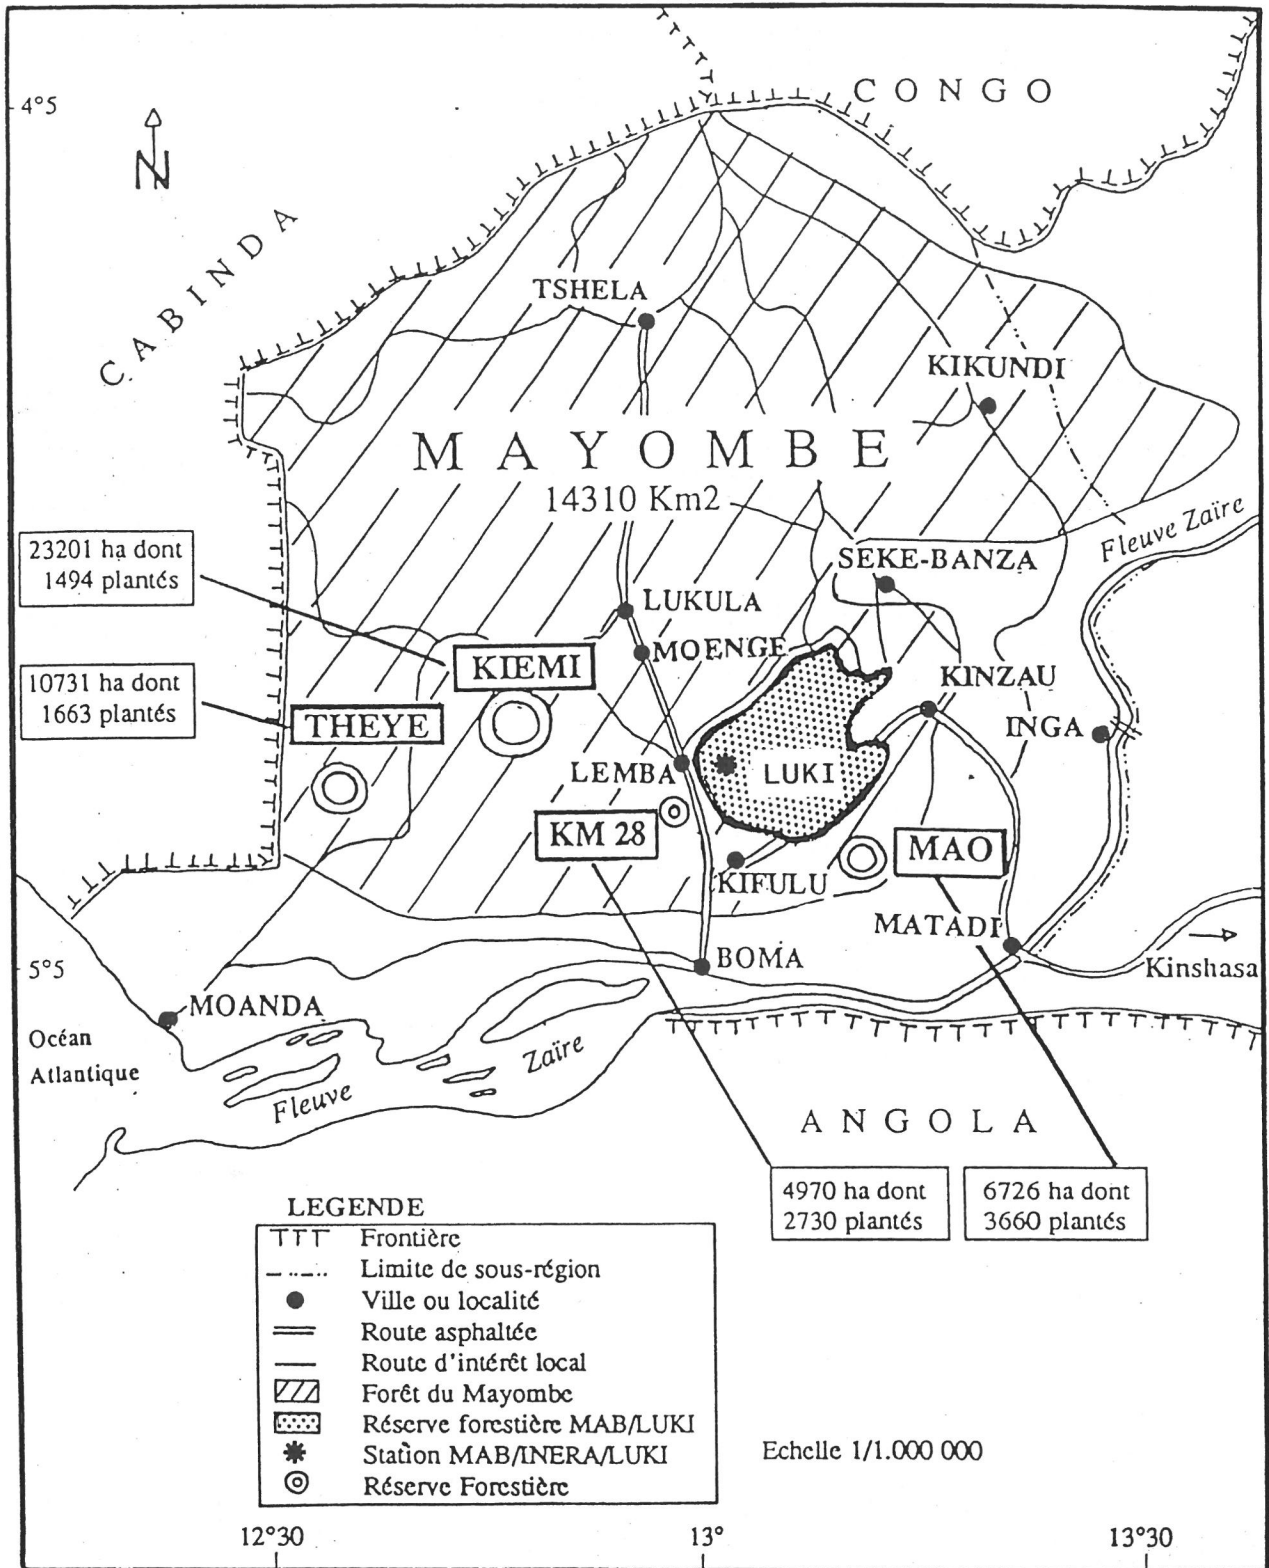 CONGO
4°5
N
CABINDA
TSHELA
KIKUNDI
MAYOMBE
14310 Km2
Fleuve Zaïre
23201 ha dont
1494 plantés
SEKE-BANZA
LUKULA
MOENGE
KIEMI
KINZAU
10731 ha dont
1663 plantés
THEYE
INGA
LEMBA
LUKI
KM 28
MAO
KIFULU
MATADI
BOMA
5°5
Kinshasa
MOANDA
Océan
Atlantique
Fleuve Zaïre
ANGOLA
4970 ha dont
2730 plantés
6726 ha dont
3660 plantés
LEGENDE
Frontière
Limite de sous-région
Ville ou localité
Route asphaltée
Route d'intérêt local
Forêt du Mayombe
Réserve forestière MAB/LUKI
Station MAB/INERA/LUKI
Réserve Forestière
Echelle 1/1.000 000
12°30
13°
13°30